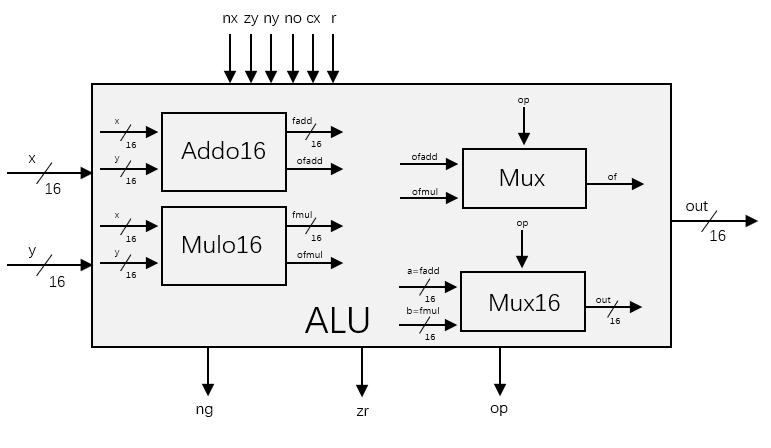 nx zy ny no cx r
op
x fadd
16 16
Addo16
ofadd
y ofadd
Mux
of
x 16
16
ofmul
out
x fmul
16 16
16
op
Mulo16
y y ofmul
16 16
a=fadd
16
Mux16
out
16
b=fmul
16
ALU
ng zr op